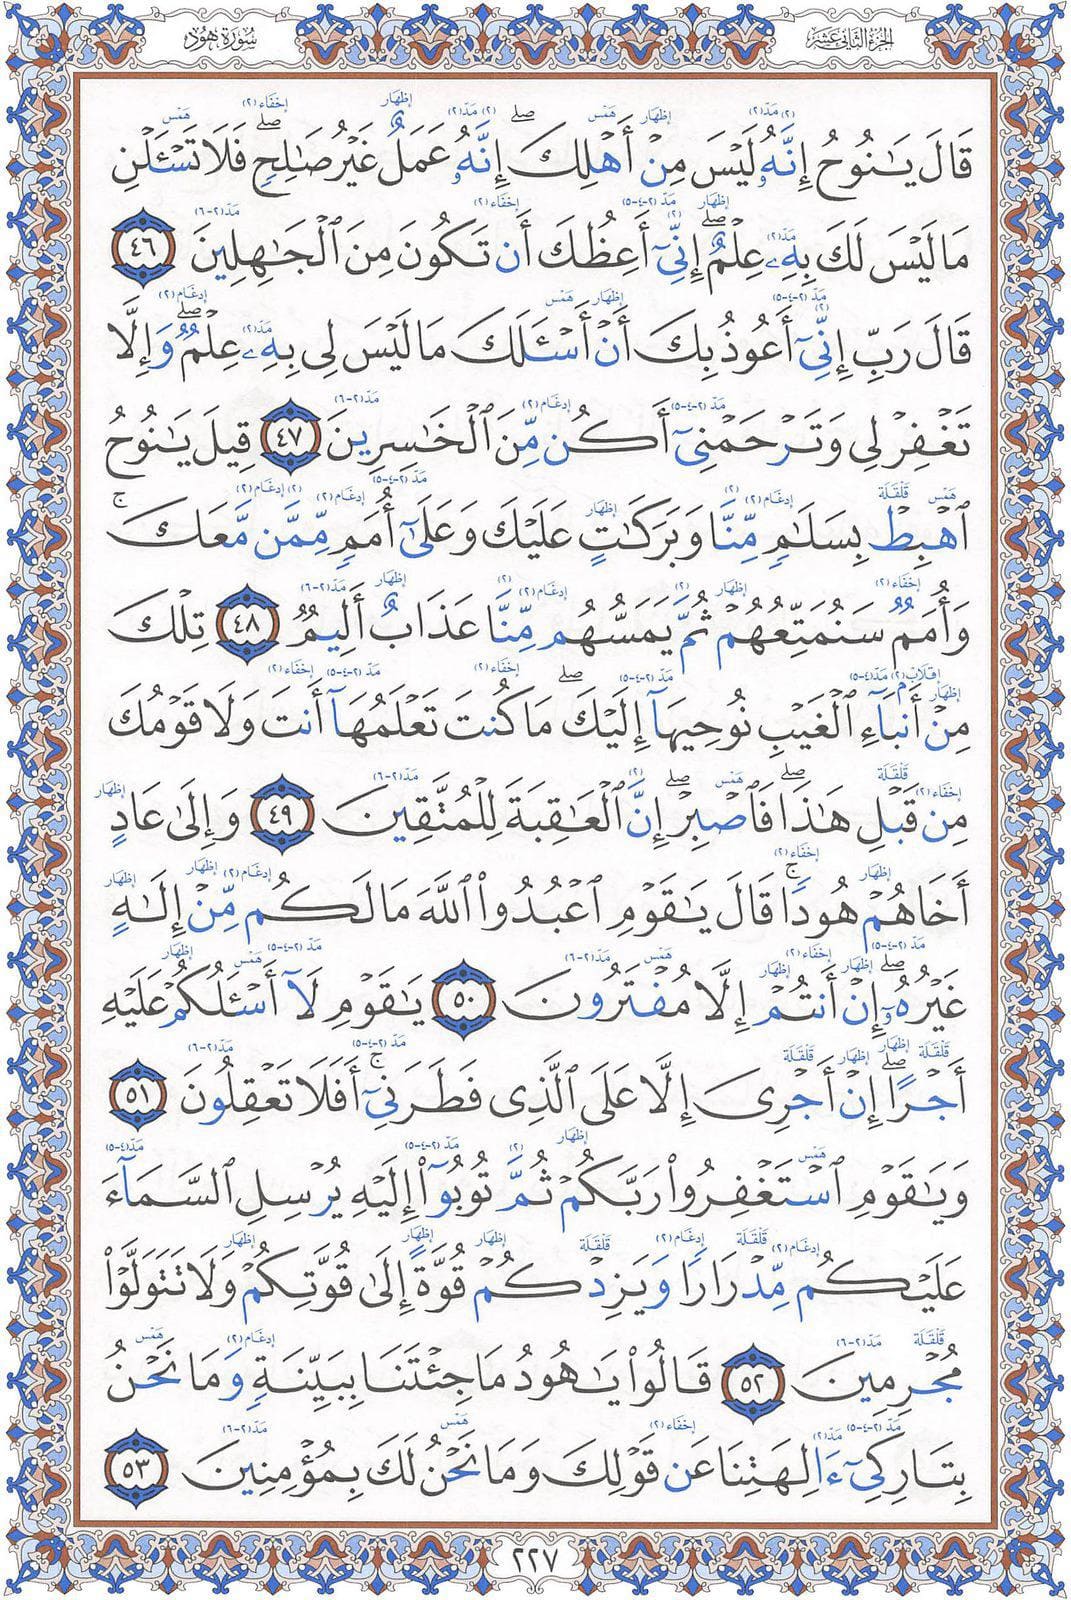 الجزء الثاني عشر
سورة هود
قَالَ يَٰنُوحُ إِنَّهُۥ لَيْسَ مِنْ أَهْلِكَ ۖ إِنَّهُۥ عَمَلٌ غَيْرُ صَٰلِحٍ ۖ فَلَا تَسْـَٔلْنِ
مَا لَيْسَ لَكَ بِهِۦ عِلْمٌ ۖ إِنِّىٓ أَعِظُكَ أَن تَكُونَ مِنَ ٱلْجَٰهِلِينَ ٤٦
قَالَ رَبِّ إِنِّىٓ أَعُوذُ بِكَ أَنْ أَسْـَٔلَكَ مَا لَيْسَ لِى بِهِۦ عِلْمٌ ۖ وَإِلَّا
تَغْفِرْ لِى وَتَرْحَمْنِىٓ أَكُن مِّنَ ٱلْخَٰسِرِينَ ٤٧ قِيلَ يَٰنُوحُ
ٱهْبِطْ بِسَلَٰمٍ مِّنَّا وَبَرَكَٰتٍ عَلَيْكَ وَعَلَىٰٓ أُمَمٍ مِّمَّن مَّعَكَ ۚ
وَأُمَمٌ سَنُمَتِّعُهُمْ ثُمَّ يَمَسُّهُم مِّنَّا عَذَابٌ أَلِيمٌ ٤٨ تِلْكَ
مِنْ أَنۢبَآءِ ٱلْغَيْبِ نُوحِيهَآ إِلَيْكَ ۖ مَا كُنتَ تَعْلَمُهَآ أَنتَ وَلَا قَوْمُكَ
مِن قَبْلِ هَٰذَا ۖ فَٱصْبِرْ ۖ إِنَّ ٱلْعَٰقِبَةَ لِلْمُتَّقِينَ ٤٩ وَإِلَىٰ عَادٍ
أَخَاهُمْ هُودًا ۚ قَالَ يَٰقَوْمِ ٱعْبُدُوا۟ ٱللَّهَ مَا لَكُم مِّنْ إِلَٰهٍ
غَيْرُهُۥٓ ۖ إِنْ أَنتُمْ إِلَّا مُفْتَرُونَ ٥٠ يَٰقَوْمِ لَآ أَسْـَٔلُكُمْ عَلَيْهِ
أَجْرًا ۖ إِنْ أَجْرِىَ إِلَّا عَلَى ٱلَّذِى فَطَرَنِىٓ ۚ أَفَلَا تَعْقِلُونَ ٥١
وَيَٰقَوْمِ ٱسْتَغْفِرُوا۟ رَبَّكُمْ ثُمَّ تُوبُوٓا۟ إِلَيْهِ يُرْسِلِ ٱلسَّمَآءَ
عَلَيْكُم مِّدْرَارًا وَيَزِدْكُمْ قُوَّةً إِلَىٰ قُوَّتِكُمْ وَلَا تَتَوَلَّوْا۟
مُجْرِمِينَ ٥٢ قَالُوا۟ يَٰهُودُ مَا جِئْتَنَا بِبَيِّنَةٍ وَمَا نَحْنُ
بِتَارِكِىٓ ءَالِهَتِنَا عَن قَوْلِكَ وَمَا نَحْنُ لَكَ بِمُؤْمِنِينَ ٥٣
٢٢٧